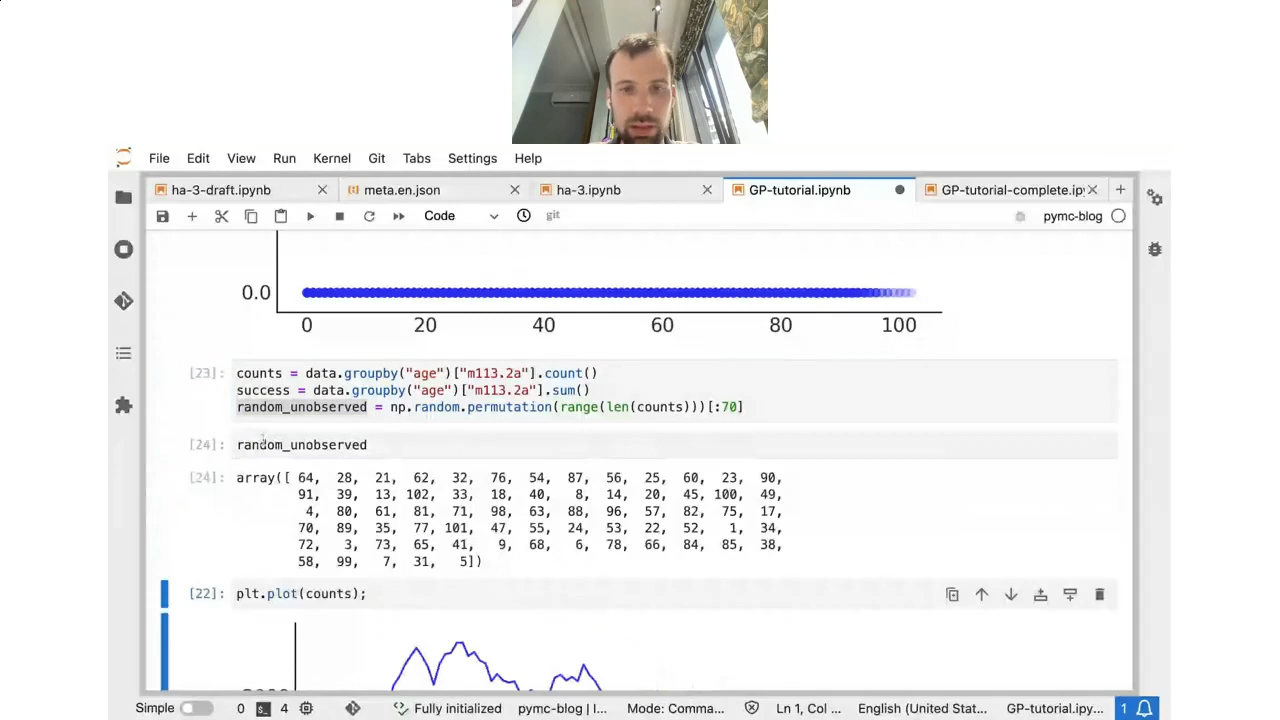 File Edit View Run Kernel Git Tabs Settings Help
ha-3-draft.ipynb meta.en.json ha-3.ipynb GP-tutorial.ipynb GP-tutorial-complete.ip
Code git pymc-blog
0.0
0 20 40 60 80 100
[23]: counts = data.groupby("age")["m113.2a"].count()
success = data.groupby("age")["m113.2a"].sum()
random_unobserved = np.random.permutation(range(len(counts)))[:70]
[24]: random_unobserved
[24]: array([ 64, 28, 21, 62, 32, 76, 54, 87, 56, 25, 60, 23, 90,
91, 39, 13, 102, 33, 18, 40, 8, 14, 20, 45, 100, 49,
4, 80, 61, 81, 71, 98, 63, 88, 96, 57, 82, 75, 17,
70, 89, 35, 77, 101, 47, 55, 24, 53, 22, 52, 1, 34,
72, 3, 73, 65, 41, 9, 68, 6, 78, 66, 84, 85, 38,
58, 99, 7, 31, 5])
[22]: plt.plot(counts);
Simple 0 4 Fully initialized pymc-blog | I... Mode: Comma... Ln 1, Col ... English (United Stat... GP-tutorial.ipy... 1